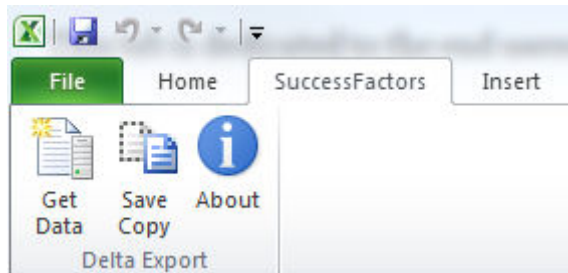 File Home SuccessFactors Insert
Get Data
Save Copy
About
Delta Export